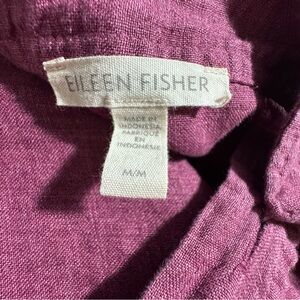 EILEEN FISHER
MADE IN
INDONESIA
FABRIQUÉ
EN
INDONÉSIE
M/M